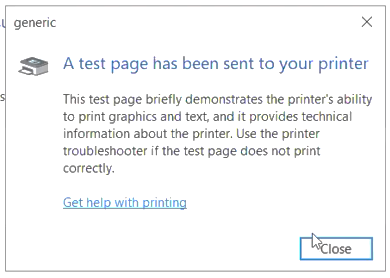 generic
A test page has been sent to your printer
This test page briefly demonstrates the printer's ability
to print graphics and text, and it provides technical
information about the printer. Use the printer
troubleshooter if the test page does not print
correctly.
Get help with printing
Close